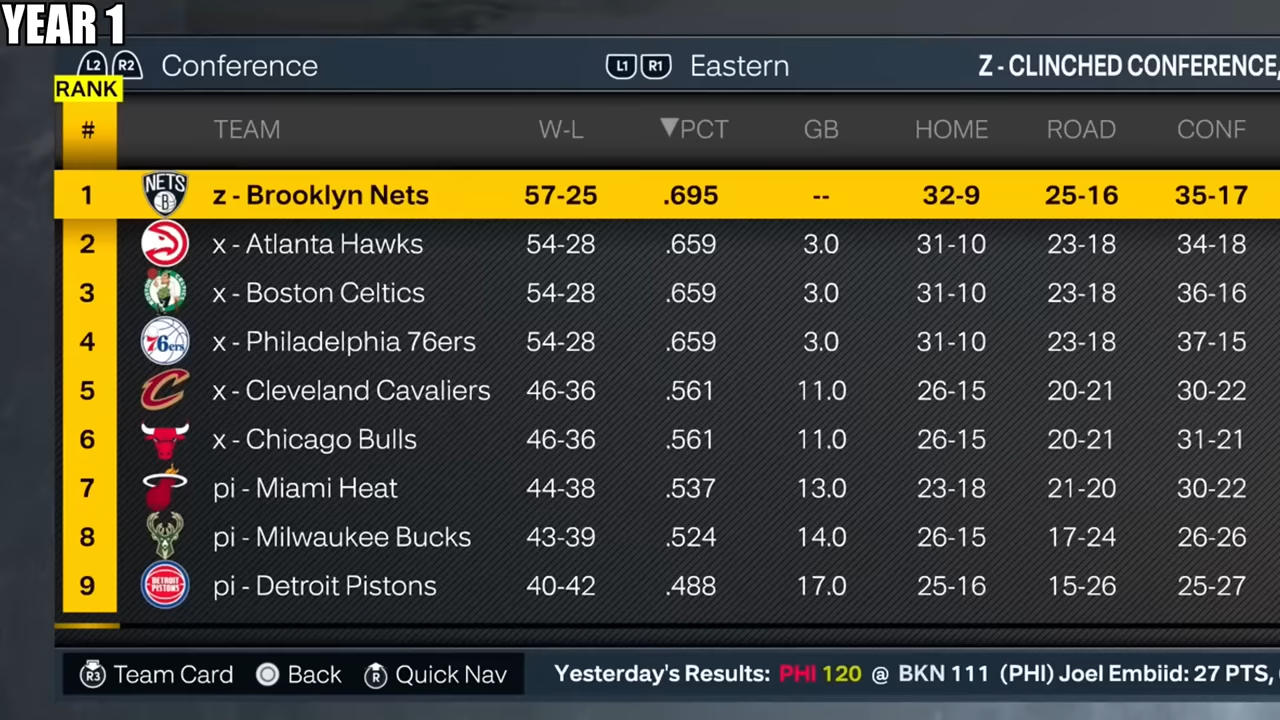 YEAR 1
L2 R2 Conference L1 R1 Eastern Z - CLINCHED CONFERENCE,
RANK
# TEAM W-L ▼PCT GB HOME ROAD CONF
1 NETS B z - Brooklyn Nets 57-25 .695 -- 32-9 25-16 35-17
2 x - Atlanta Hawks 54-28 .659 3.0 31-10 23-18 34-18
3 x - Boston Celtics 54-28 .659 3.0 31-10 23-18 36-16
4 76ers x - Philadelphia 76ers 54-28 .659 3.0 31-10 23-18 37-15
5 x - Cleveland Cavaliers 46-36 .561 11.0 26-15 20-21 30-22
6 x - Chicago Bulls 46-36 .561 11.0 26-15 20-21 31-21
7 pi - Miami Heat 44-38 .537 13.0 23-18 21-20 30-22
8 pi - Milwaukee Bucks 43-39 .524 14.0 26-15 17-24 26-26
9 DETROIT PISTONS pi - Detroit Pistons 40-42 .488 17.0 25-16 15-26 25-27
R3 Team Card Back R Quick Nav Yesterday's Results: PHI 120 @ BKN 111 (PHI) Joel Embiid: 27 PTS,